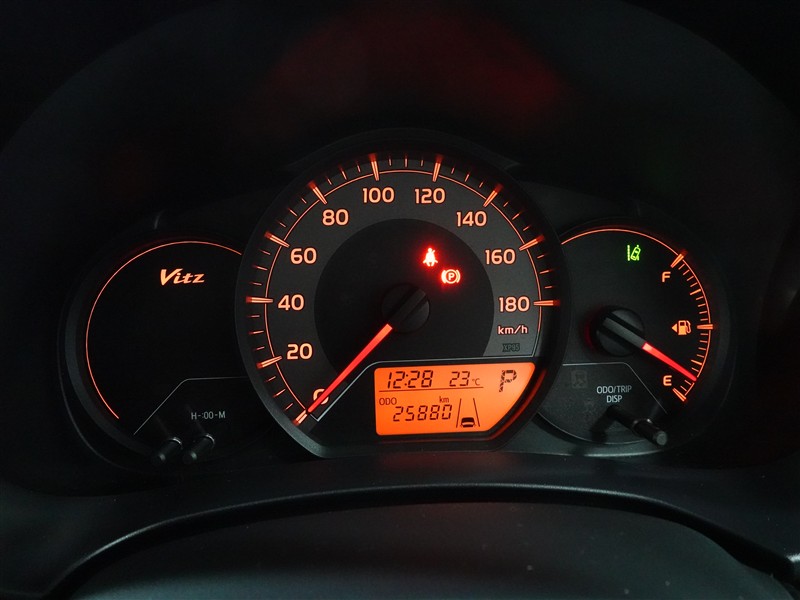 Vitz
H-:00-M
0
20
40
60
80
100
120
140
160
180
km/h
P
12:28 23°C P
ODO 25880 km
F
E
ODO/TRIP
DISP